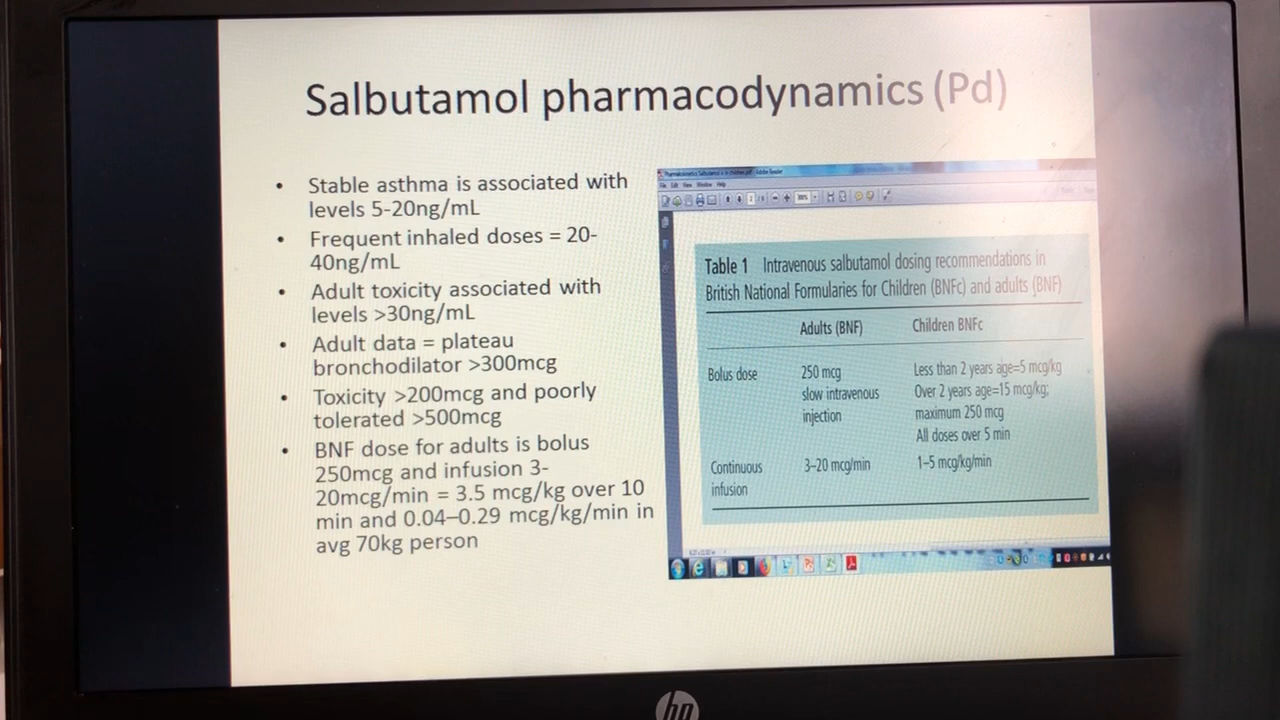 Salbutamol pharmacodynamics (Pd)
• Stable asthma is associated with
levels 5-20ng/mL
• Frequent inhaled doses = 20-
40ng/mL
• Adult toxicity associated with
levels >30ng/mL
• Adult data = plateau
bronchodilator >300mcg
• Toxicity >200mcg and poorly
tolerated >500mcg
• BNF dose for adults is bolus
250mcg and infusion 3-
20mcg/min = 3.5 mcg/kg over 10
min and 0.04–0.29 mcg/kg/min in
avg 70kg person
File Edit View Window Help
Table 1 Intravenous salbutamol dosing recommendations in
British National Formularies for Children (BNFc) and adults (BNF)
Adults (BNF) Children BNFc
Bolus dose 250 mcg Less than 2 years age=5 mcg/kg
slow intravenous Over 2 years age=15 mcg/kg;
injection maximum 250 mcg
All doses over 5 min
Continuous 3–20 mcg/min 1–5 mcg/kg/min
infusion
hp